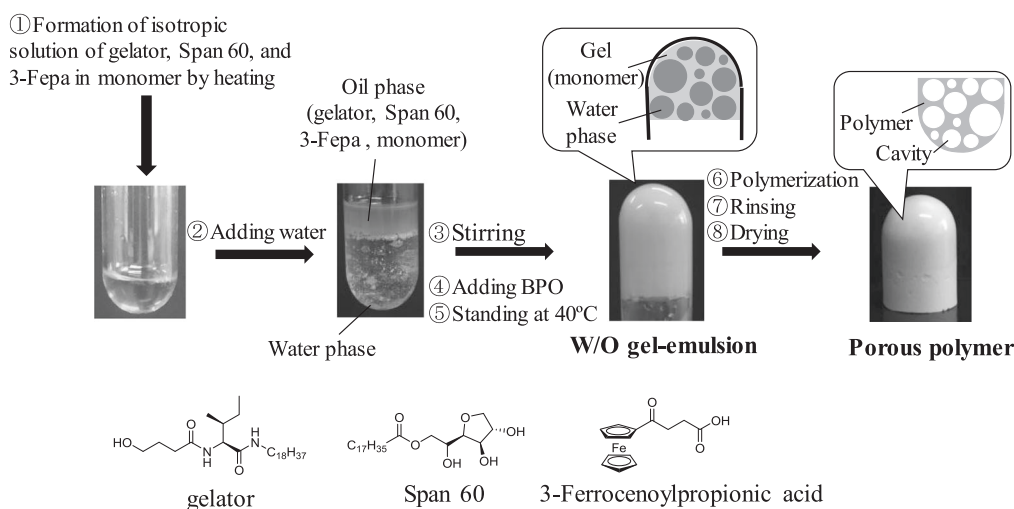 ①Formation of isotropic
solution of gelator, Span 60, and
3-Fepa in monomer by heating
Oil phase
(gelator, Span 60,
3-Fepa , monomer)
②Adding water
Water phase
③Stirring
④Adding BPO
⑤Standing at 40ºC
Gel
(monomer)
Water
phase
W/O gel-emulsion
⑥Polymerization
⑦Rinsing
⑧Drying
Polymer
Cavity
Porous polymer
HO
O
N
H
O
H
N
C18H37
gelator
C17H35
O
O
OH
O
OH
OH
Span 60
Fe
O
O
OH
3-Ferrocenoylpropionic acid